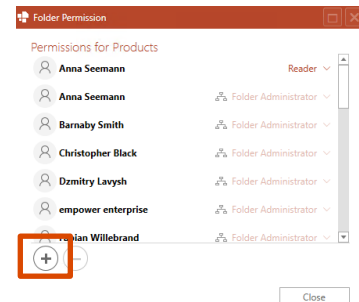 Folder Permission
Permissions for Products
Anna Seemann Reader
Anna Seemann Folder Administrator
Barnaby Smith Folder Administrator
Christopher Black Folder Administrator
Dzmitry Lavysh Folder Administrator
empower enterprise Folder Administrator
Fabian Willebrand Folder Administrator
Close